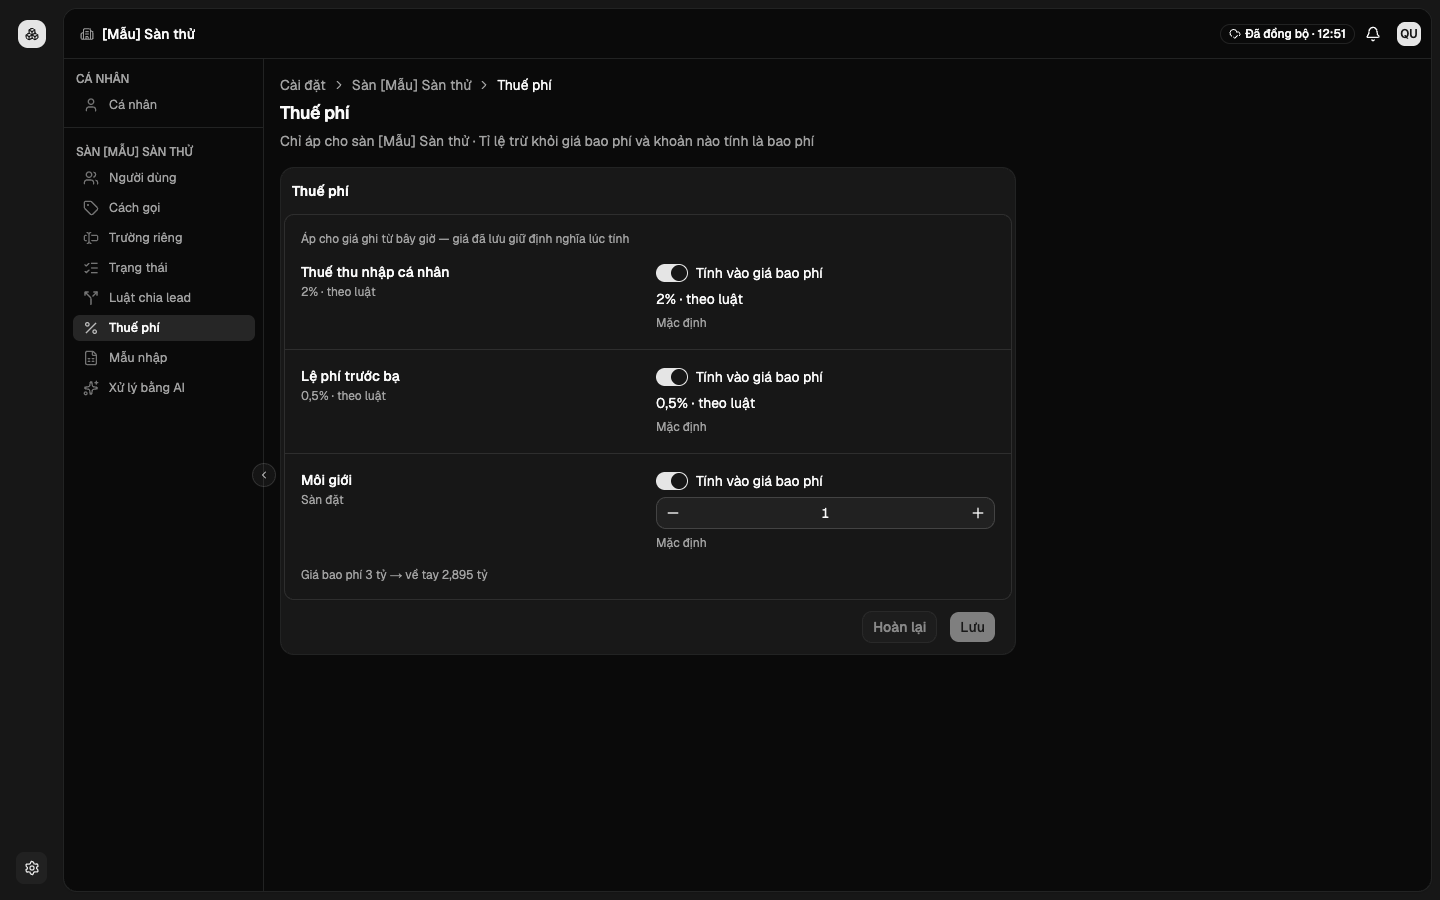 [Mẫu] Sàn thử
Đã đồng bộ · 12:51
QU
CÁ NHÂN
Cá nhân
SÀN [MẪU] SÀN THỬ
Người dùng
Cách gọi
Trường riêng
Trạng thái
Luật chia lead
Thuế phí
Mẫu nhập
Xử lý bằng AI
Cài đặt > Sàn [Mẫu] Sàn thử > Thuế phí
Thuế phí
Chỉ áp cho sàn [Mẫu] Sàn thử · Tỉ lệ trừ khỏi giá bao phí và khoản nào tính là bao phí
Thuế phí
Áp cho giá ghi từ bây giờ — giá đã lưu giữ định nghĩa lúc tính
Thuế thu nhập cá nhân
2% · theo luật
Tính vào giá bao phí
2% · theo luật
Mặc định
Lệ phí trước bạ
0,5% · theo luật
Tính vào giá bao phí
0,5% · theo luật
Mặc định
Môi giới
Sàn đặt
Tính vào giá bao phí
1
Mặc định
Giá bao phí 3 tỷ → về tay 2,895 tỷ
Hoàn lại
Lưu